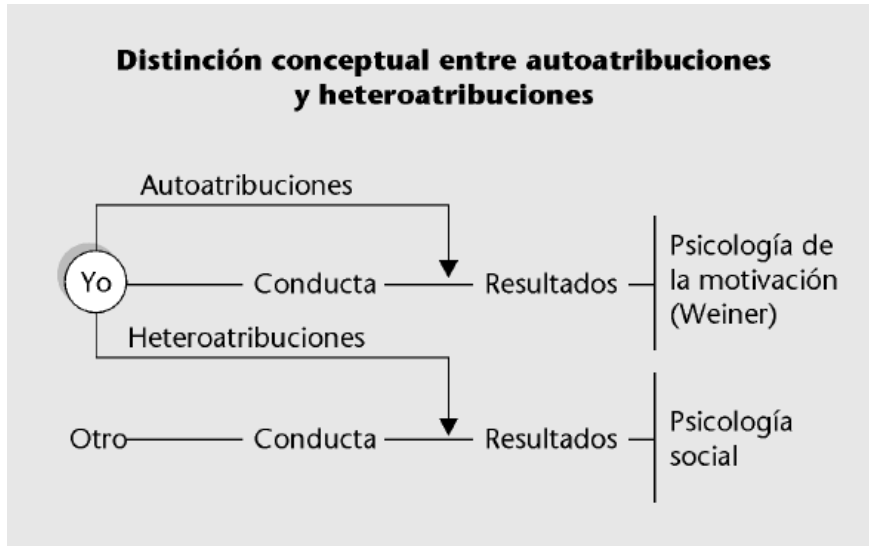 Distinción conceptual entre autoatribuciones
y heteroatribuciones
Autoatribuciones
Yo
Conducta
Resultados
Psicología de
la motivación
(Weiner)
Heteroatribuciones
Otro
Conducta
Resultados
Psicología
social